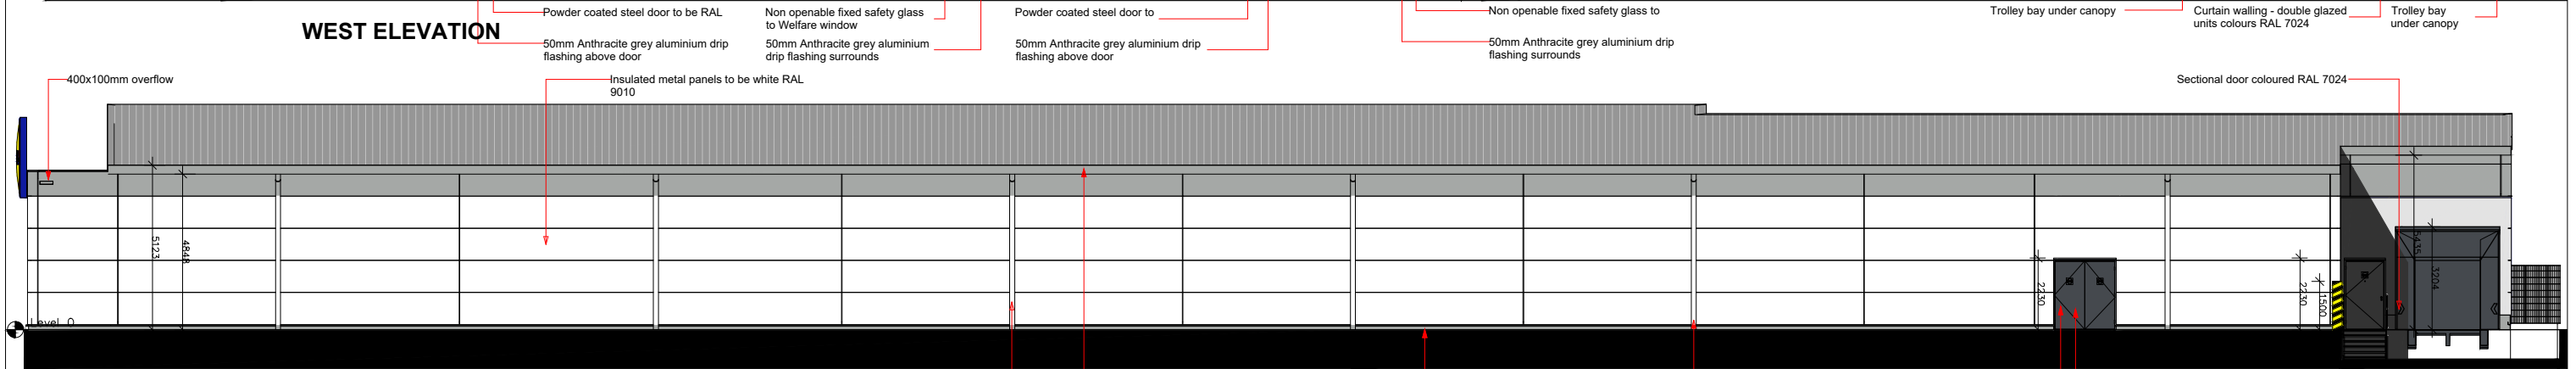 Powder coated steel door to be RAL
Non openable fixed safety glass
to Welfare window
Powder coated steel door to
Non openable fixed safety glass to
Trolley bay under canopy
Curtain walling - double glazed
units colours RAL 7024
Trolley bay
under canopy
WEST ELEVATION
50mm Anthracite grey aluminium drip
flashing above door
50mm Anthracite grey aluminium
drip flashing surrounds
50mm Anthracite grey aluminium drip
flashing above door
50mm Anthracite grey aluminium drip
flashing surrounds
400x100mm overflow
Insulated metal panels to be white RAL
9010
Sectional door coloured RAL 7024
5123
4848
2230
2230
1500
5435
3204
Level 0